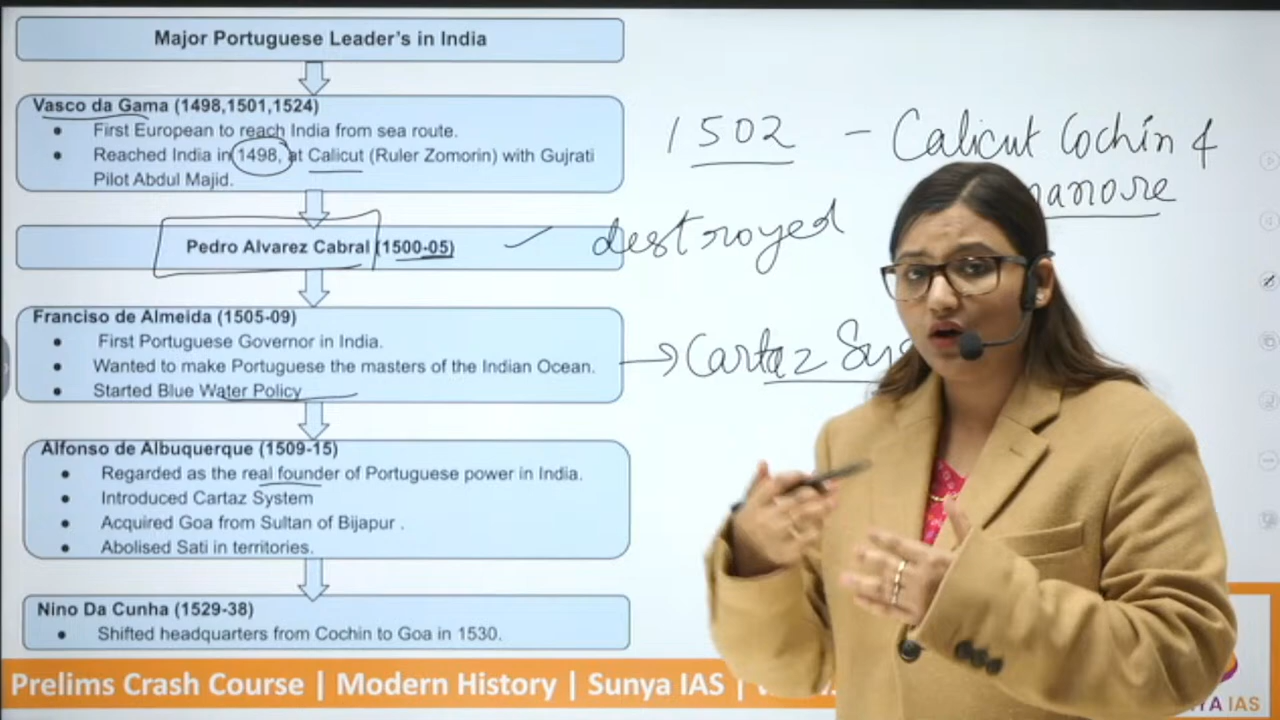 Major Portuguese Leader's in India
Vasco da Gama (1498,1501,1524)
• First European to reach India from sea route.
• Reached India in 1498, at Calicut (Ruler Zomorin) with Gujrati
Pilot Abdul Majid.
Pedro Alvarez Cabral (1500-05)
Franciso de Almeida (1505-09)
• First Portuguese Governor in India.
• Wanted to make Portuguese the masters of the Indian Ocean.
• Started Blue Water Policy
Alfonso de Albuquerque (1509-15)
• Regarded as the real founder of Portuguese power in India.
• Introduced Cartaz System
• Acquired Goa from Sultan of Bijapur .
• Abolised Sati in territories.
Nino Da Cunha (1529-38)
• Shifted headquarters from Cochin to Goa in 1530.
1502 - Calicut Cochin &
destroyed
→ Cartaz
Prelims Crash Course | Modern History | Sunya IAS |
IAS